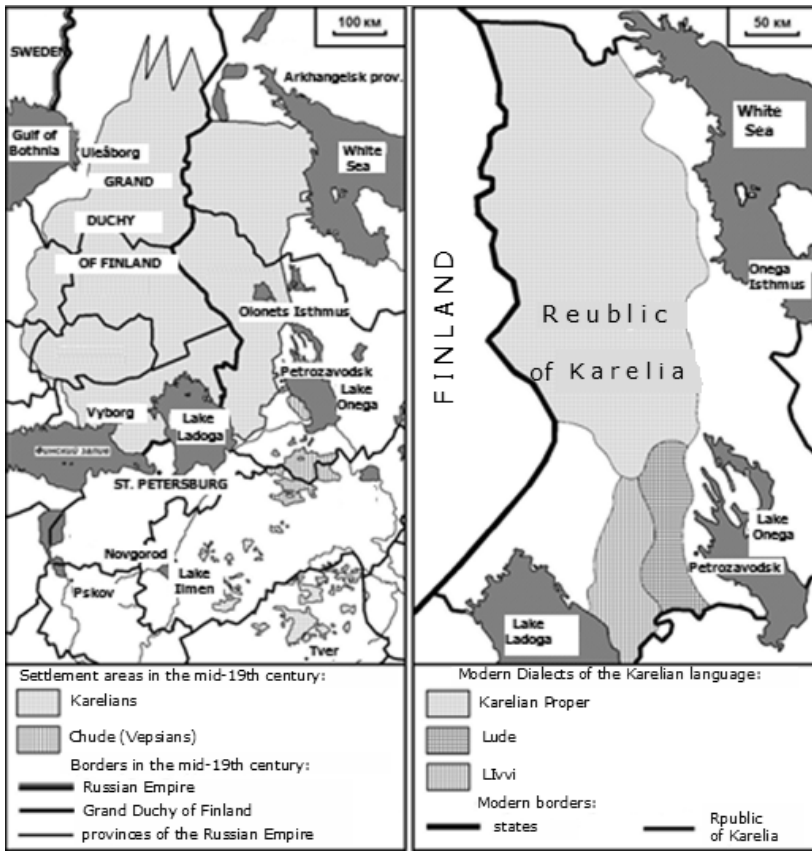 100 км
SWEDEN
Arkhangelsk prov.
Gulf of
Bothnia
Uleåborg
White
Sea
GRAND
DUCHY
OF FINLAND
Olonets Isthmus
Petrozavodsk
Lake
Onega
Vyborg
Lake
Ladoga
Финский залив
ST. PETERSBURG
Novgorod
Lake
Ilmen
Pskov
Tver
Settlement areas in the mid-19th century:
Karelians
Chude (Vepsians)
Borders in the mid-19th century:
Russian Empire
Grand Duchy of Finland
provinces of the Russian Empire
50 км
White
Sea
Onega
Isthmus
FINLAND
Reublic
of Karelia
Lake
Onega
Petrozavodsk
Lake
Ladoga
Modern Dialects of the Karelian language:
Karelian Proper
Lude
LIvvi
Modern borders:
states
Rpublic
of Karelia